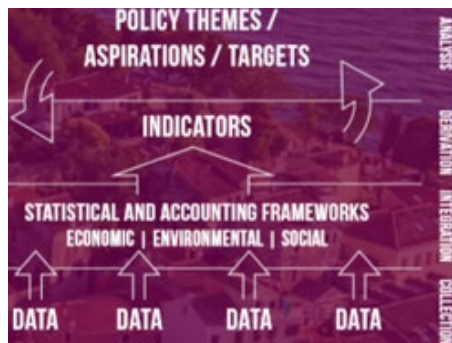 POLICY THEMES /
ASPIRATIONS / TARGETS
INDICATORS
STATISTICAL AND ACCOUNTING FRAMEWORKS
ECONOMIC | ENVIRONMENTAL | SOCIAL
DATA DATA DATA DATA
ANALYSIS
DERIVATION
INTEGRATION
COLLECTION